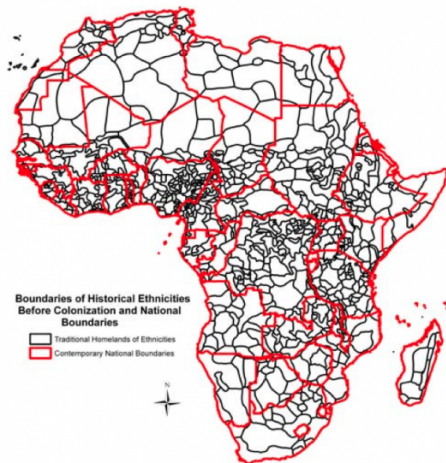 Boundaries of Historical Ethnicities
Before Colonization and National
Boundaries
Traditional Homelands of Ethnicities
Contemporary National Boundaries
N